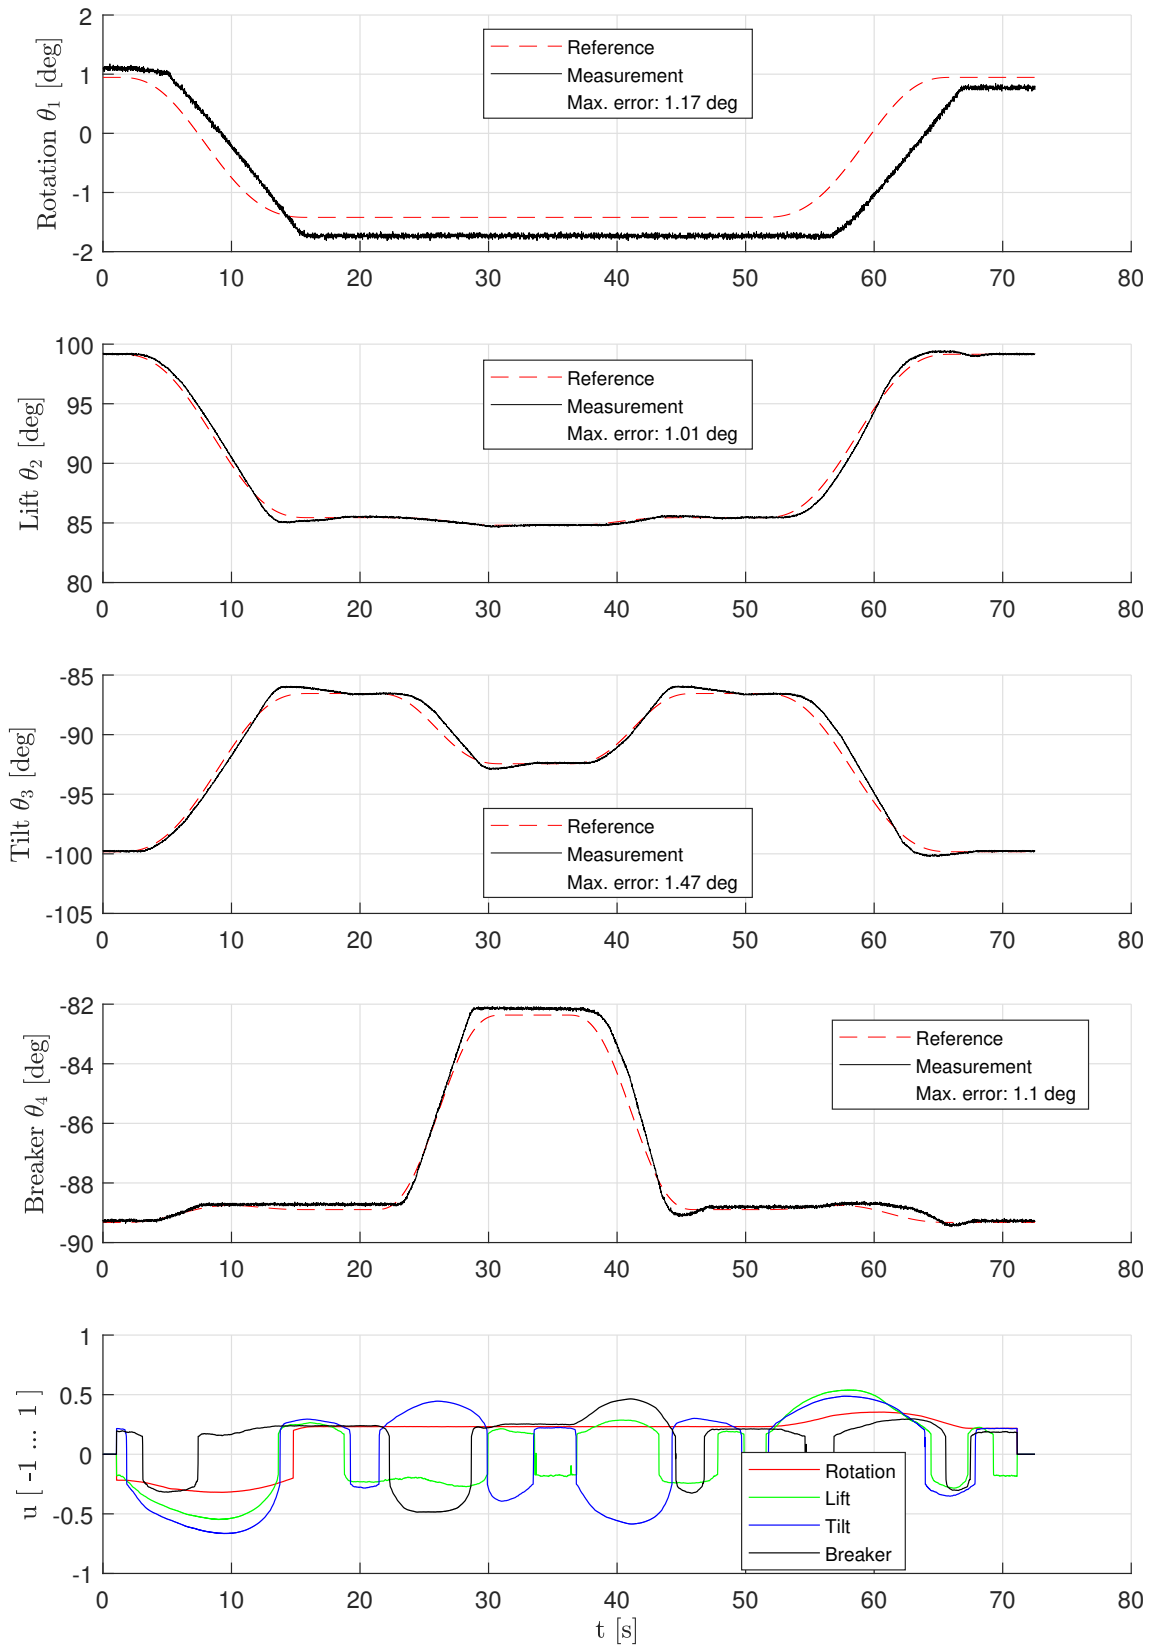 2
1
0
-1
-2
Rotation θ1 [deg]
Reference
Measurement
Max. error: 1.17 deg
0 10 20 30 40 50 60 70 80
100
95
90
85
80
Lift θ2 [deg]
Reference
Measurement
Max. error: 1.01 deg
0 10 20 30 40 50 60 70 80
-85
-90
-95
-100
-105
Tilt θ3 [deg]
Reference
Measurement
Max. error: 1.47 deg
0 10 20 30 40 50 60 70 80
-82
-84
-86
-88
-90
Breaker θ4 [deg]
Reference
Measurement
Max. error: 1.1 deg
0 10 20 30 40 50 60 70 80
1
0.5
0
-0.5
-1
u [ -1 ... 1 ]
Rotation
Lift
Tilt
Breaker
0 10 20 30 40 50 60 70 80
t [s]